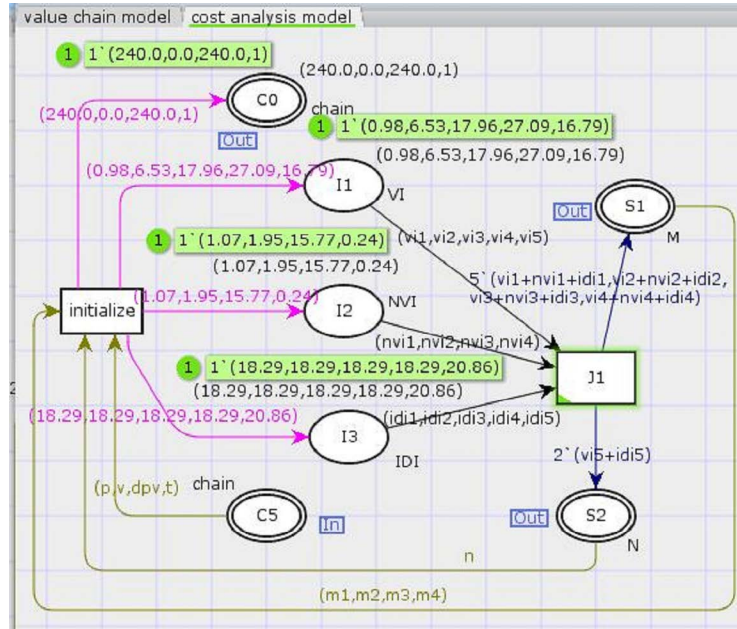 value chain model cost analysis model
1 1`(240.0,0.0,240.0,1)
(240.0,0.0,240.0,1)
C0
(240.0,0.0,240.0,1)
chain
Out
1 1`(0.98,6.53,17.96,27.09,16.79)
(0.98,6.53,17.96,27.09,16.79)
(0.98,6.53,17.96,27.09,16.79)
I1
VI
S1
Out
M
1 1`(1.07,1.95,15.77,0.24)
(vi1,vi2,vi3,vi4,vi5)
(1.07,1.95,15.77,0.24)
5`(vi1+nvi1+idi1,vi2+nvi2+idi2,
vi3+nvi3+idi3,vi4+nvi4+idi4)
(1.07,1.95,15.77,0.24)
NVI
initialize
I2
(nvi1,nvi2,nvi3,nvi4)
1 1`(18.29,18.29,18.29,18.29,20.86)
(18.29,18.29,18.29,18.29,20.86)
J1
(18.29,18.29,18.29,18.29,20.86)
(idi1,idi2,idi3,idi4,idi5)
I3
IDI
2`(vi5+idi5)
(p,v,dpv,t)
chain
C5
In
Out
S2
N
n
(m1,m2,m3,m4)